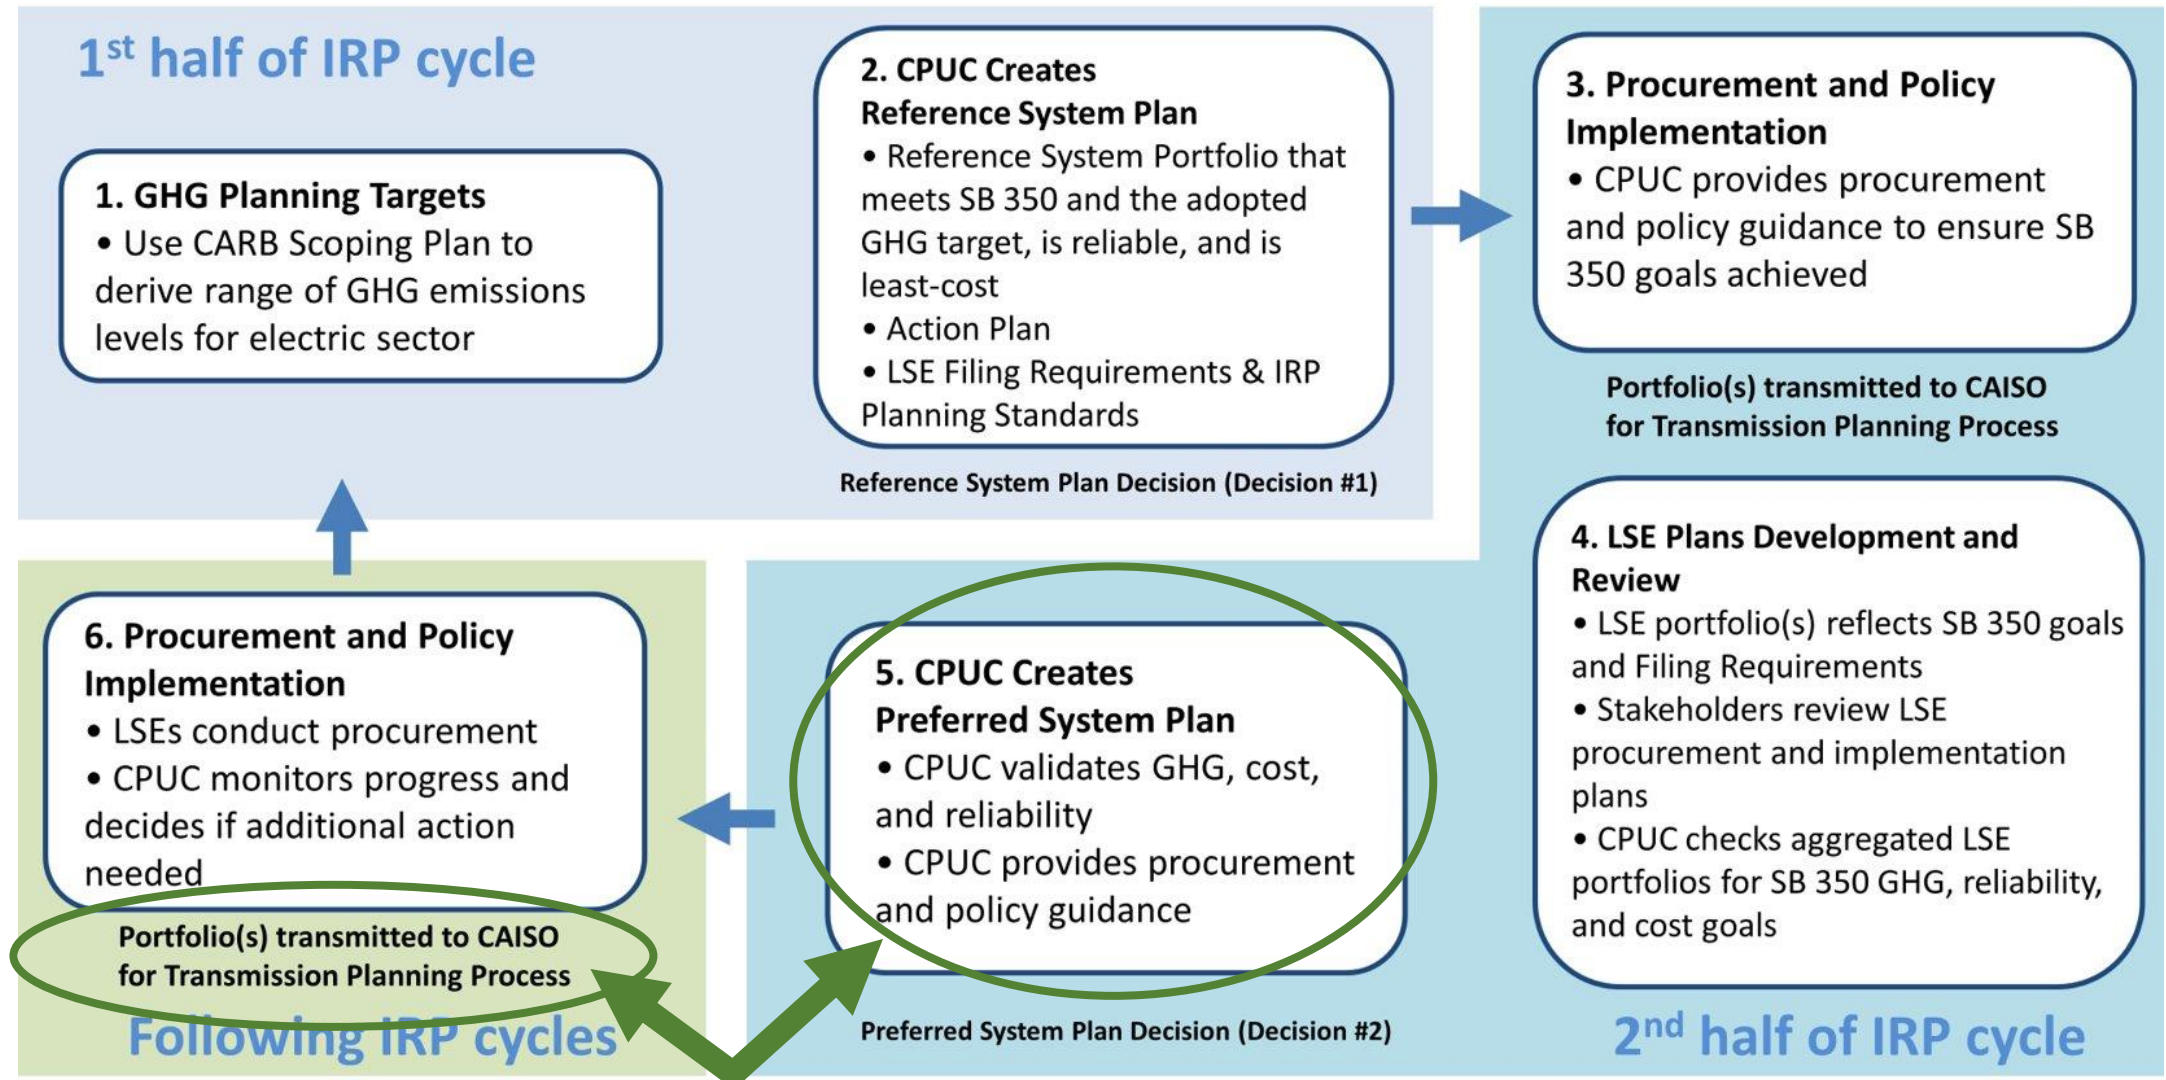 1st half of IRP cycle
1. GHG Planning Targets
• Use CARB Scoping Plan to
derive range of GHG emissions
levels for electric sector
2. CPUC Creates
Reference System Plan
• Reference System Portfolio that
meets SB 350 and the adopted
GHG target, is reliable, and is
least-cost
• Action Plan
• LSE Filing Requirements & IRP
Planning Standards
Reference System Plan Decision (Decision #1)
3. Procurement and Policy
Implementation
• CPUC provides procurement
and policy guidance to ensure SB
350 goals achieved
Portfolio(s) transmitted to CAISO
for Transmission Planning Process
4. LSE Plans Development and
Review
• LSE portfolio(s) reflects SB 350 goals
and Filing Requirements
• Stakeholders review LSE
procurement and implementation
plans
• CPUC checks aggregated LSE
portfolios for SB 350 GHG, reliability,
and cost goals
2nd half of IRP cycle
5. CPUC Creates
Preferred System Plan
• CPUC validates GHG, cost,
and reliability
• CPUC provides procurement
and policy guidance
Preferred System Plan Decision (Decision #2)
6. Procurement and Policy
Implementation
• LSEs conduct procurement
• CPUC monitors progress and
decides if additional action
needed
Portfolio(s) transmitted to CAISO
for Transmission Planning Process
Following IRP cycles